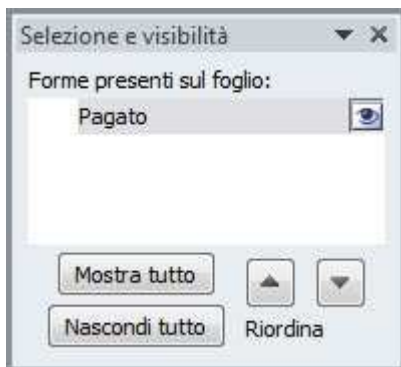 Selezione e visibilità
Forme presenti sul foglio:
Pagato
Mostra tutto
Nascondi tutto
Riordina